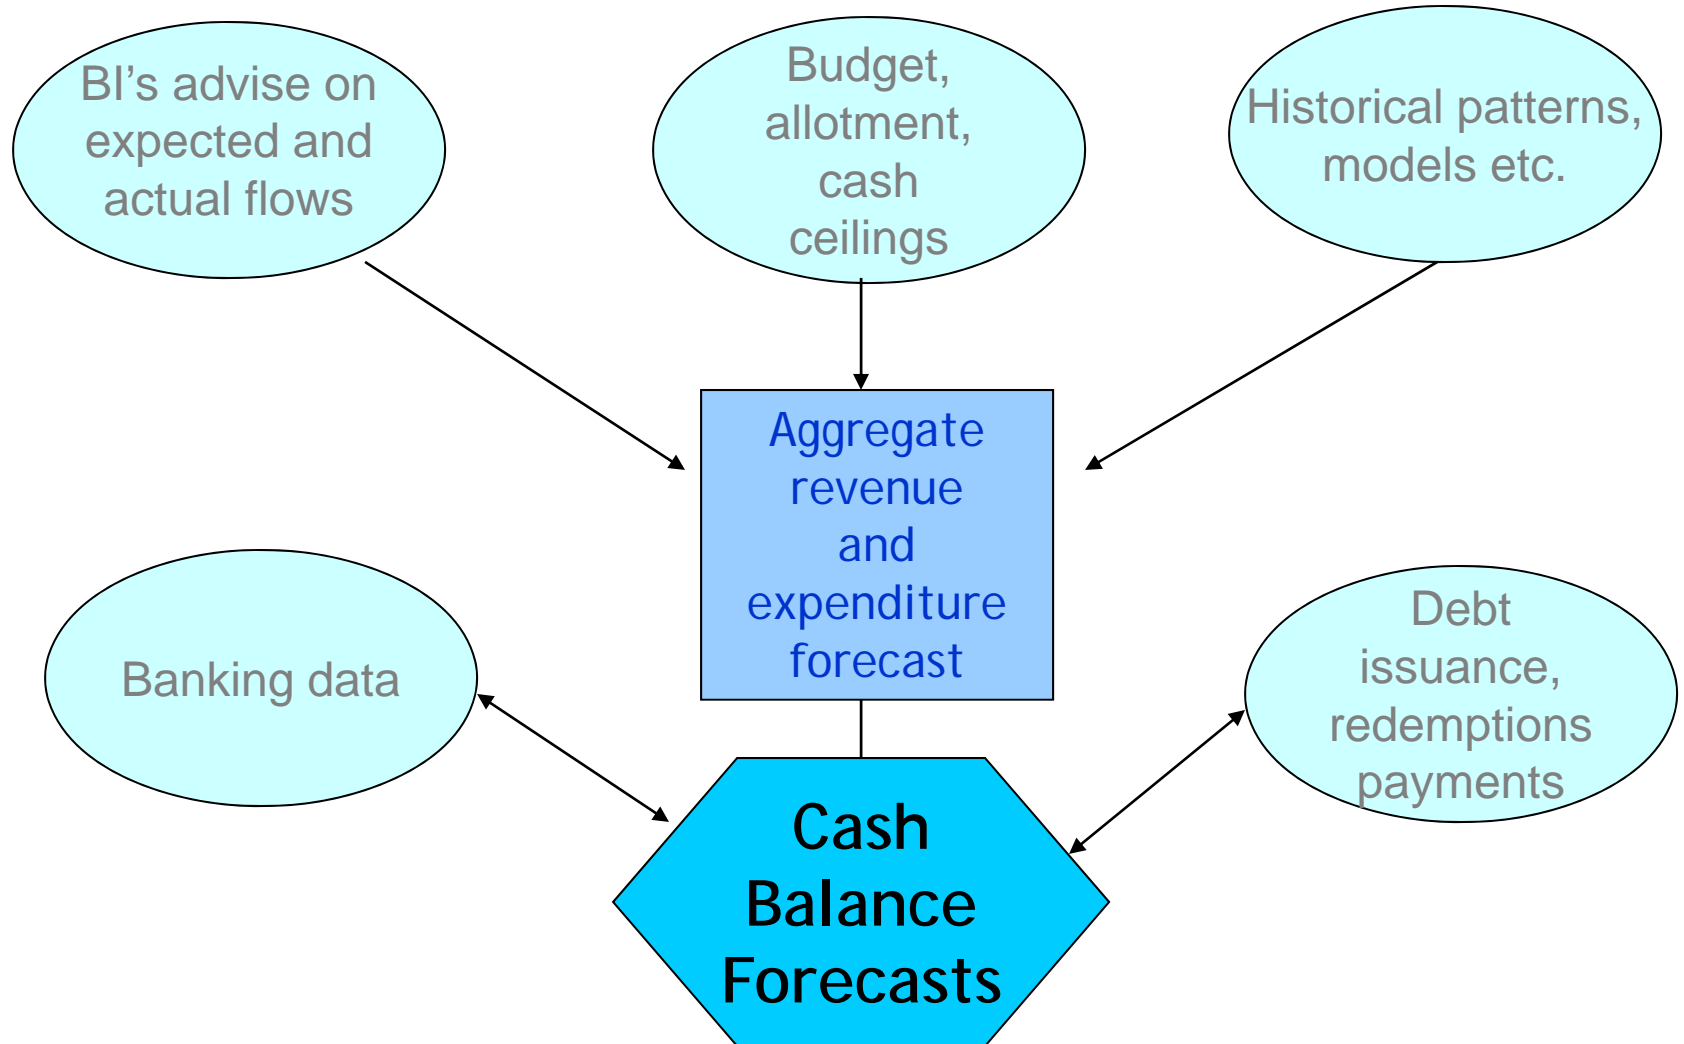 BI’s advise on
expected and
actual flows
Budget,
allotment,
cash
ceilings
Historical patterns,
models etc.
Aggregate
revenue
and
expenditure
forecast
Banking data
Debt
issuance,
redemptions
payments
Cash
Balance
Forecasts